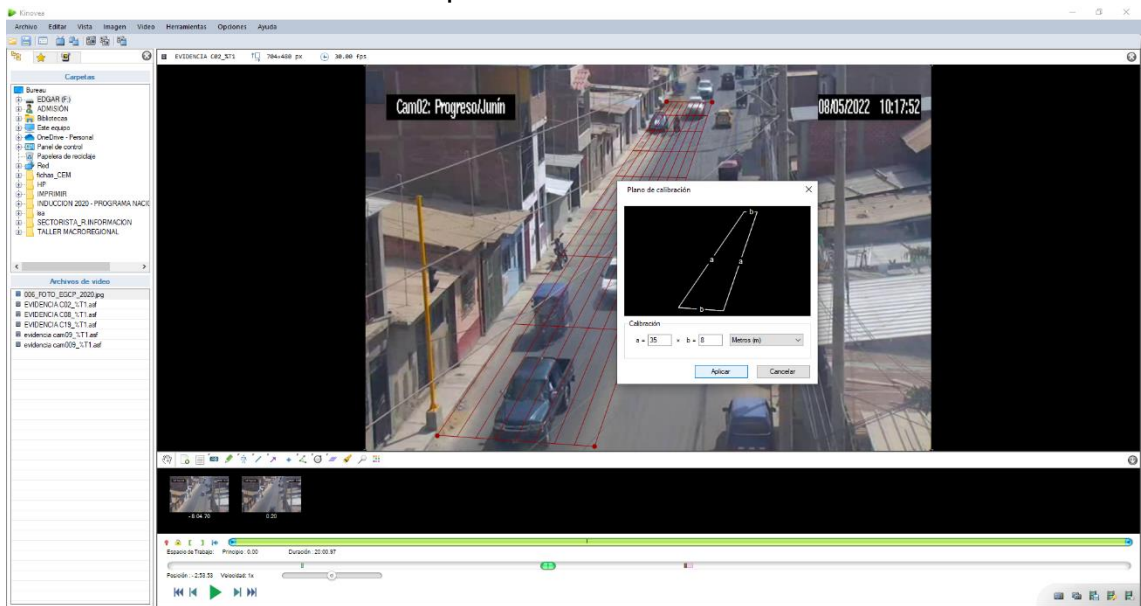 Kinovea
Archivo Editar Vista Imagen Video Herramientas Opciones Ayuda
EVIDENCIA C02_%T1 704×480 px 30.00 fps
Carpetas
Bureau
EDGAR (F:)
ADMISIÓN
Bibliotecas
Este equipo
OneDrive - Personal
Panel de control
Papelera de reciclaje
Red
fichas_CEM
HP
IMPRIMIR
INDUCCION 2020 - PROGRAMA NACIO
isa
SECTORISTA_R.INFORMACION
TALLER MACROREGIONAL
Archivos de video
006_FOTO_EGCP_2020.jpg
EVIDENCIA C02_%T1.asf
EVIDENCIA C08_%T1.asf
EVIDENCIA C19_%T1.asf
evidencia cam09_%T1.asf
evidencia cam009_%T1.asf
Cam02: Progreso/Junín
08/05/2022 10:17:52
Plano de calibración
b
a a
b
Calibración
a = 35 × b = 8 Metros (m)
Aplicar Cancelar
0:20
Espacio de Trabajo: Principio: 0.00 Duración: 20:00.97
Posición: -2:53.53 Velocidad: 1x